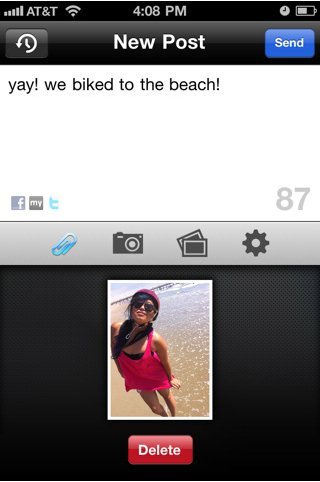 AT&T 4:08 PM
New Post
Send
yay! we biked to the beach!
f my t
87
Delete